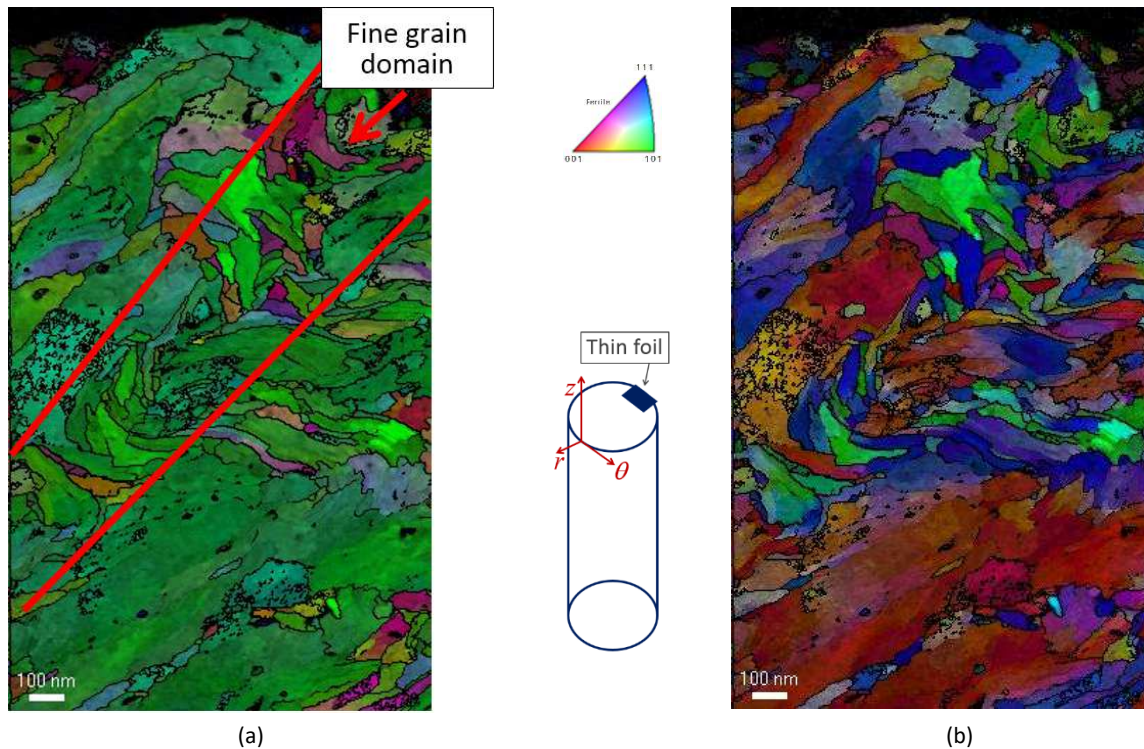 Fine grain
domain
111
Ferrite
001
101
Thin foil
z
r
θ
100 nm
100 nm
(a)
(b)